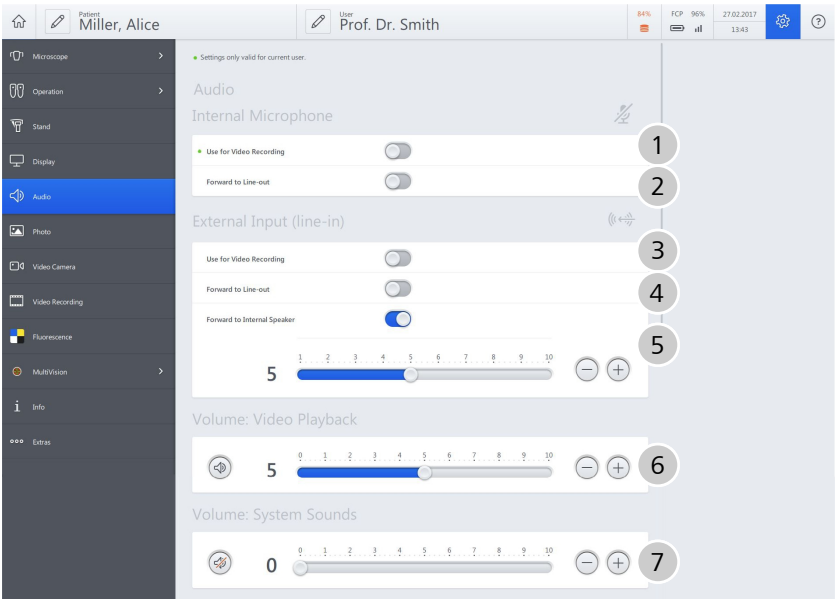 Patient
Miller, Alice
User
Prof. Dr. Smith
84%
FCP 96%
27.02.2017
13:43
?
Microscope
Operation
Stand
Display
Audio
Photo
Video Camera
Video Recording
Fluorescence
MultiVision
i Info
Extras
Settings only valid for current user.
Audio
Internal Microphone
Use for Video Recording
1
Forward to Line-out
2
External Input (line-in)
Use for Video Recording
3
Forward to Line-out
4
Forward to Internal Speaker
5
1 2 3 4 5 6 7 8 9 10
5
Volume: Video Playback
0 1 2 3 4 5 6 7 8 9 10
5
6
Volume: System Sounds
0 1 2 3 4 5 6 7 8 9 10
0
7